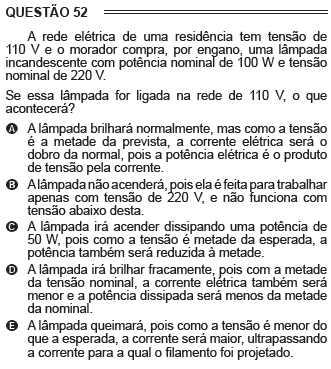 QUESTÃO 52
A rede elétrica de uma residência tem tensão de
110 V e o morador compra, por engano, uma lâmpada
incandescente com potência nominal de 100 W e tensão
nominal de 220 V.
Se essa lâmpada for ligada na rede de 110 V, o que
acontecerá?
A A lâmpada brilhará normalmente, mas como a tensão
é a metade da prevista, a corrente elétrica será o
dobro da normal, pois a potência elétrica é o produto
de tensão pela corrente.
B A lâmpada não acenderá, pois ela é feita para trabalhar
apenas com tensão de 220 V, e não funciona com
tensão abaixo desta.
C A lâmpada irá acender dissipando uma potência de
50 W, pois como a tensão é metade da esperada, a
potência também será reduzida à metade.
D A lâmpada irá brilhar fracamente, pois com a metade
da tensão nominal, a corrente elétrica também será
menor e a potência dissipada será menos da metade
da nominal.
E A lâmpada queimará, pois como a tensão é menor do
que a esperada, a corrente será maior, ultrapassando
a corrente para a qual o filamento foi projetado.